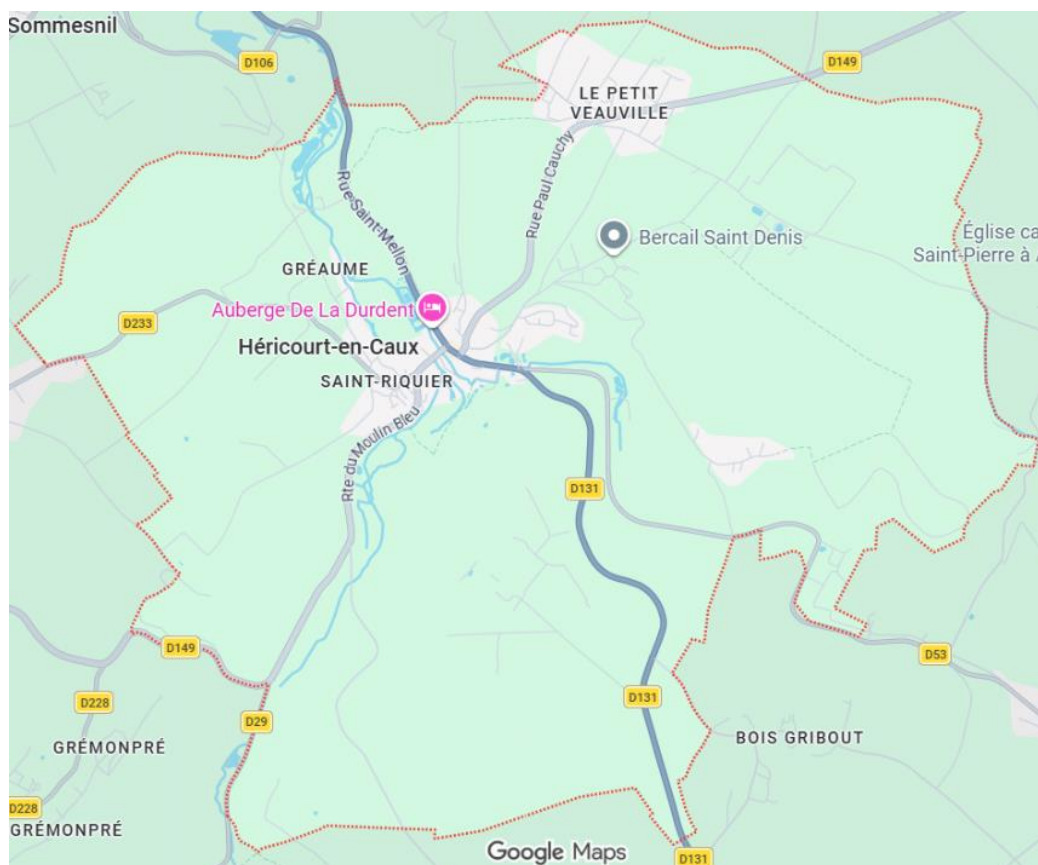 Sommesnil
D106
D149
LE PETIT
VEAUVILLE
Rue Saint-Mellon
Rue Paul Cauchy
Bercail Saint Denis
Église ca
Saint-Pierre à
GRÉAUME
Auberge De La Durdent
D233
Héricourt-en-Caux
SAINT-RIQUIER
Rte du Moulin Bleu
D131
D149
D53
D131
D228
D29
BOIS GRIBOUT
GRÉMONPRÉ
D228
GRÉMONPRÉ
Google Maps
D131